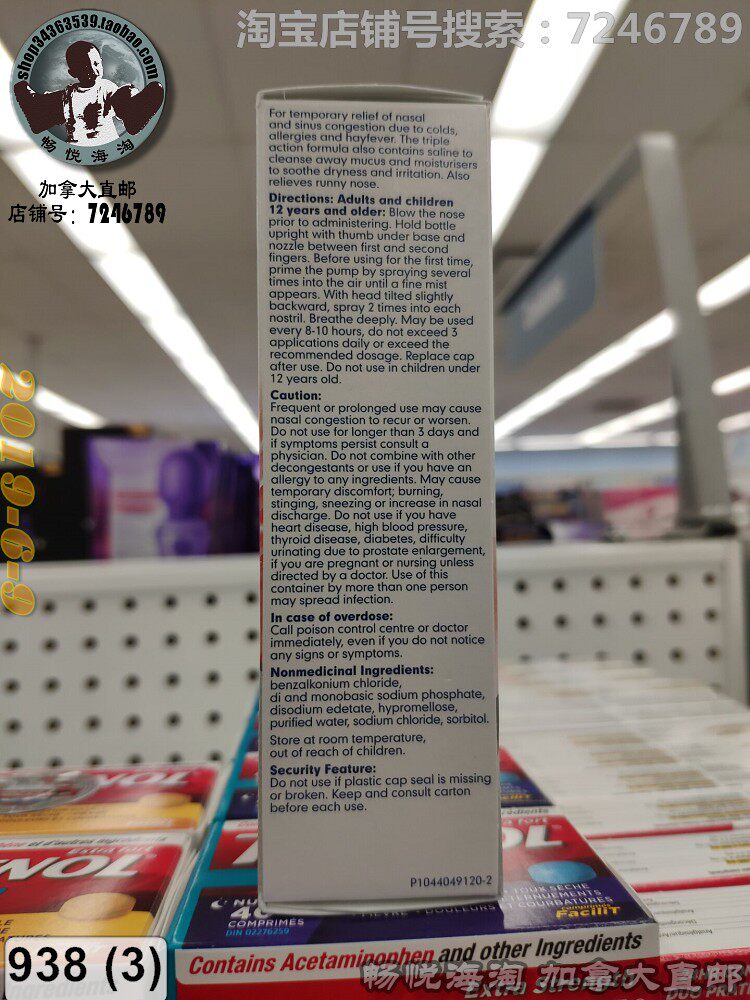 淘宝店铺号搜索：7246789
shop34363539.taobao.com
畅悦海淘
加拿大直邮
店铺号：7246789
2019-6-9
For temporary relief of nasal
and sinus congestion due to colds,
allergies and hayfever. The triple
action formula also contains saline to
cleanse away mucus and moisturisers
to soothe dryness and irritation. Also
relieves runny nose.
Directions: Adults and children
12 years and older: Blow the nose
prior to administering. Hold bottle
upright with thumb under base and
nozzle between first and second
fingers. Before using for the first time,
prime the pump by spraying several
times into the air until a fine mist
appears. With head tilted slightly
backward, spray 2 times into each
nostril. Breathe deeply. May be used
every 8-10 hours, do not exceed 3
applications daily or exceed the
recommended dosage. Replace cap
after use. Do not use in children under
12 years old.
Caution:
Frequent or prolonged use may cause
nasal congestion to recur or worsen.
Do not use for longer than 3 days and
if symptoms persist consult a
physician. Do not combine with other
decongestants or use if you have an
allergy to any ingredients. May cause
temporary discomfort; burning,
stinging, sneezing or increase in nasal
discharge. Do not use if you have
heart disease, high blood pressure,
thyroid disease, diabetes, difficulty
urinating due to prostate enlargement,
if you are pregnant or nursing unless
directed by a doctor. Use of this
container by more than one person
may spread infection.
In case of overdose:
Call poison control centre or doctor
immediately, even if you do not notice
any signs or symptoms.
Nonmedicinal Ingredients:
benzalkonium chloride,
di and monobasic sodium phosphate,
disodium edetate, hypromellose,
purified water, sodium chloride, sorbitol.
Store at room temperature,
out of reach of children.
Security Feature:
Do not use if plastic cap seal is missing
or broken. Keep and consult carton
before each use.
P1044049120-2
NOL
NOL
OL
NU
40
COMPRIMÉS
DIN 02276259
TOUX SÈCHE
ÉTERNUEMENTS
ET COURBATURES
comprimés
FaciliT
Contains Acetaminophen and other Ingredients
Extra Strength
938 (3)
畅悦海淘 加拿大直邮